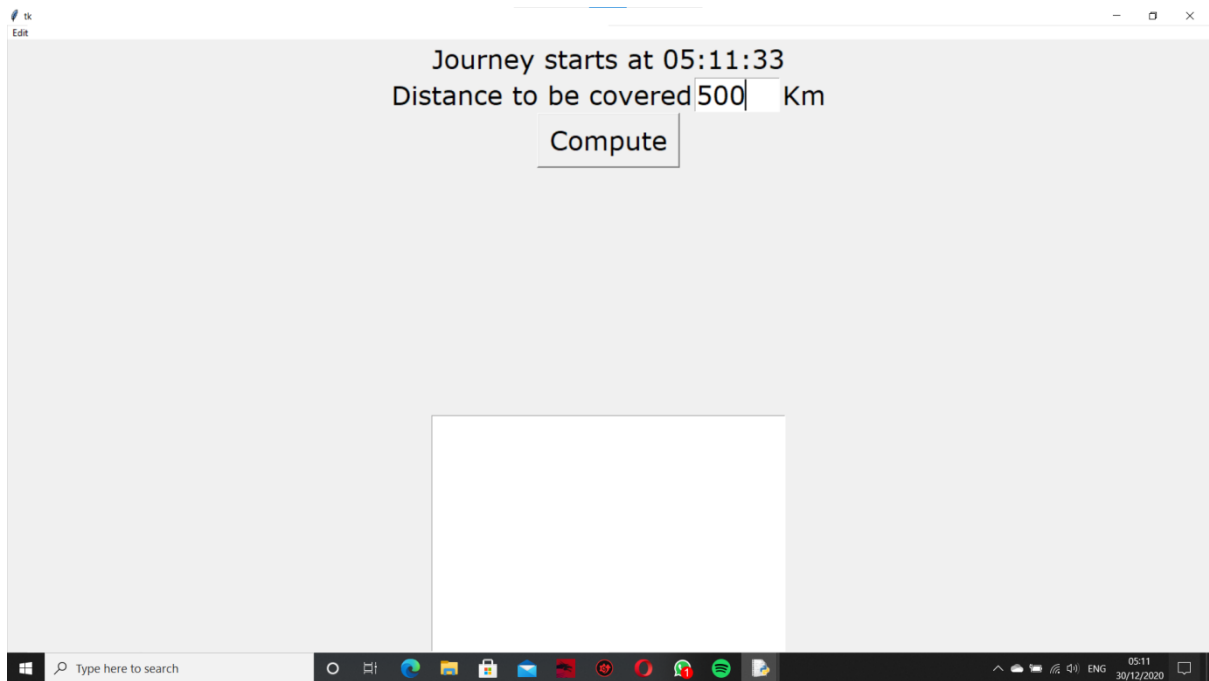 tk
Edit
Journey starts at 05:11:33
Distance to be covered 500 Km
Compute
Type here to search
1
ENG
05:11
30/12/2020